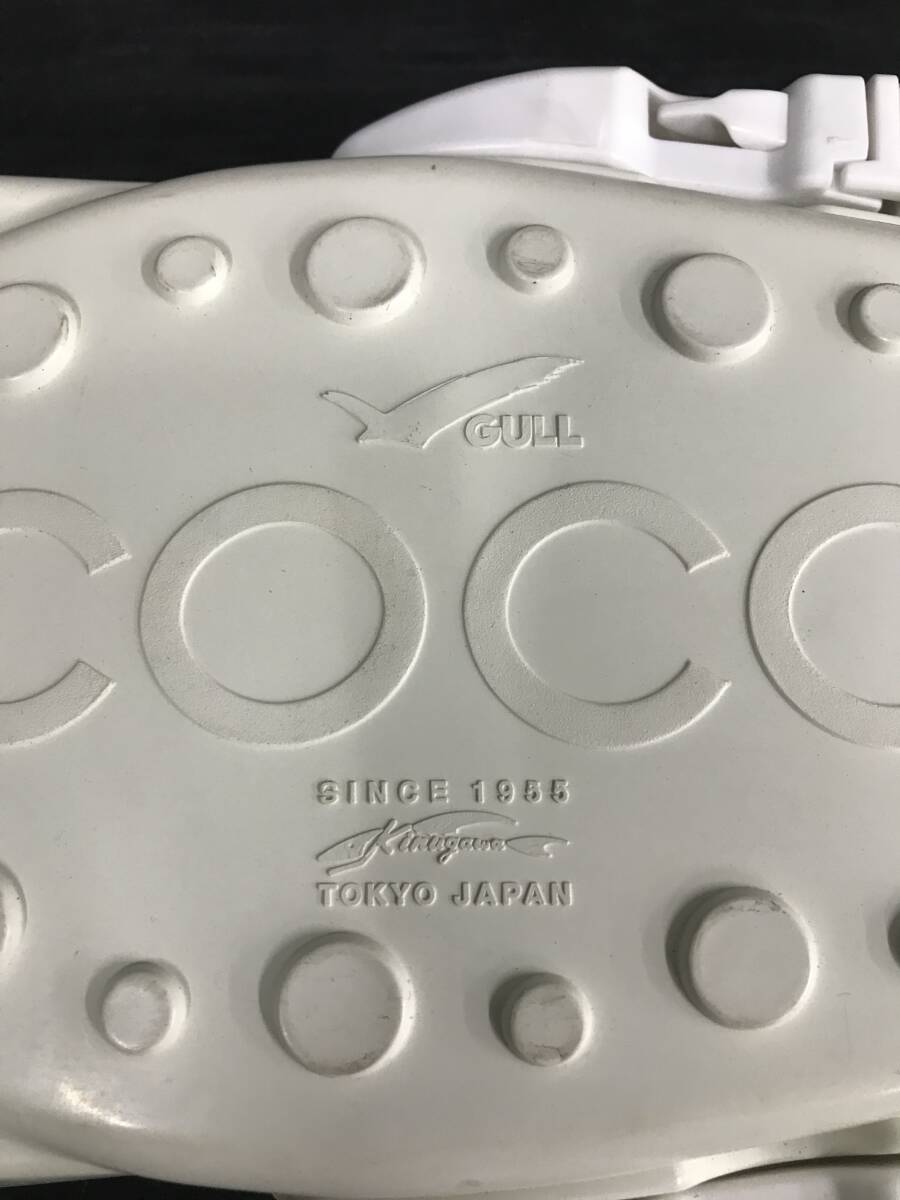 GULL
COCO
SINCE 1955
Kinugawa
TOKYO JAPAN